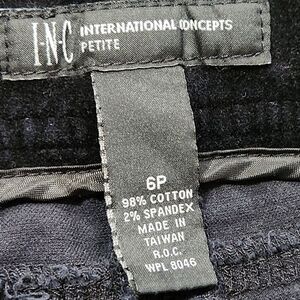 I·N·C INTERNATIONAL CONCEPTS
PETITE
6P
98% COTTON
2% SPANDEX
MADE IN
TAIWAN
R.O.C.
WPL 8046